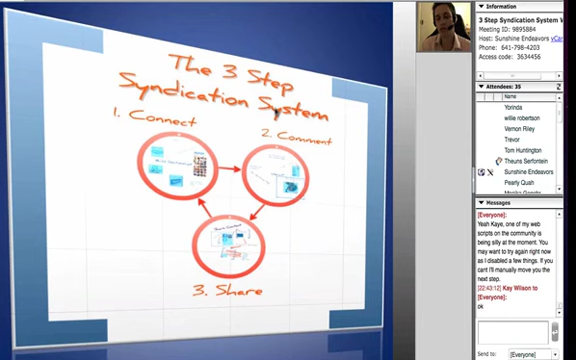 The 3 Step
Syndication System
1. Connect
2. Comment
3. Share
Information
3 Step Syndication System W
Meeting ID: 9895884
Host: Sunshine Endeavors
Phone: 641-798-4203
Access code: 3634456
Attendees: 35
Name
Yorinda
willie robertson
Vernon Riley
Trevor
Tom Huntington
Theuns Serfontein
Sunshine Endeavors
Pearly Quah
Messages
[Everyone]:
Yeah Kaye, one of my web
scripts on the community is
being silly at the moment. You
may want to try again right now
as I disabled a few things. If you
cant I'll manually move you the
next step.
[22:43:12] Kay Wilson to
[Everyone]:
ok
Send to: [Everyone]